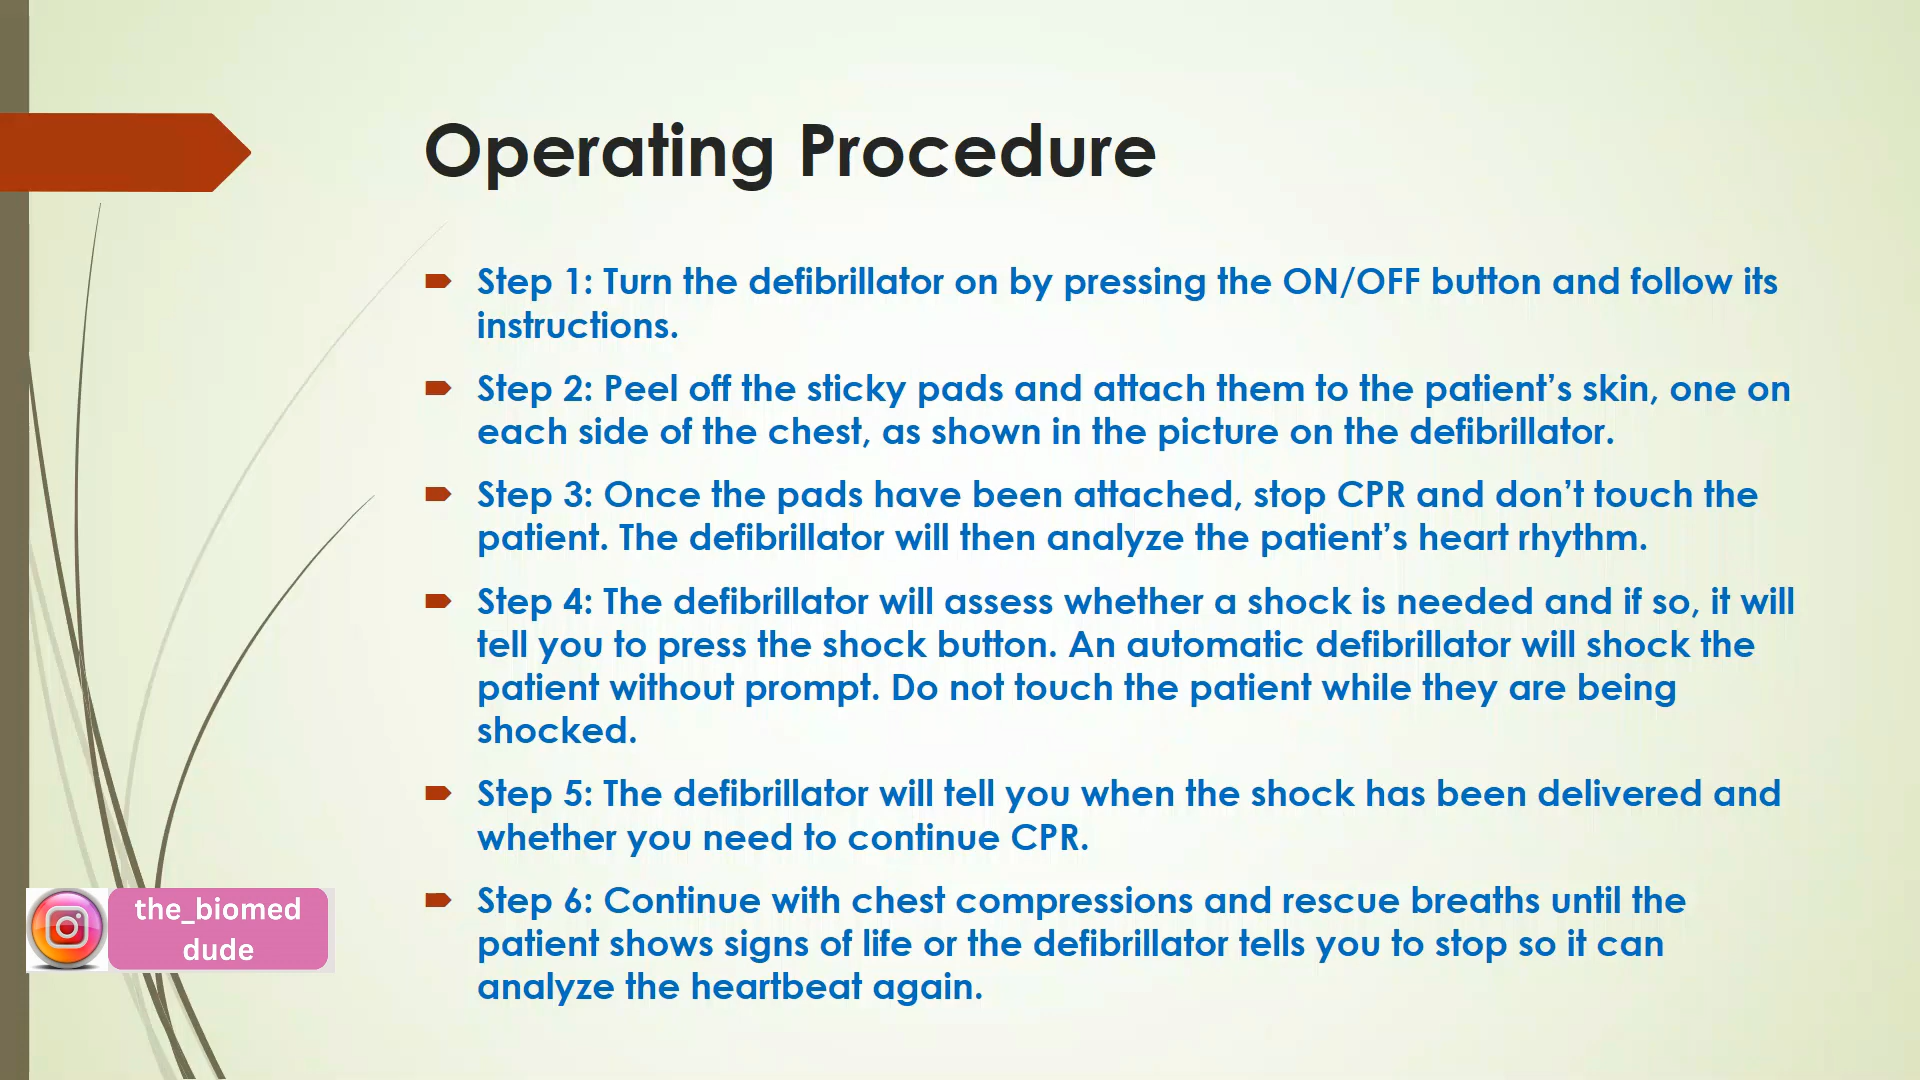 Operating Procedure
Step 1: Turn the defibrillator on by pressing the ON/OFF button and follow its
instructions.
Step 2: Peel off the sticky pads and attach them to the patient’s skin, one on
each side of the chest, as shown in the picture on the defibrillator.
Step 3: Once the pads have been attached, stop CPR and don’t touch the
patient. The defibrillator will then analyze the patient’s heart rhythm.
Step 4: The defibrillator will assess whether a shock is needed and if so, it will
tell you to press the shock button. An automatic defibrillator will shock the
patient without prompt. Do not touch the patient while they are being
shocked.
Step 5: The defibrillator will tell you when the shock has been delivered and
whether you need to continue CPR.
Step 6: Continue with chest compressions and rescue breaths until the
patient shows signs of life or the defibrillator tells you to stop so it can
analyze the heartbeat again.
the_biomed
dude